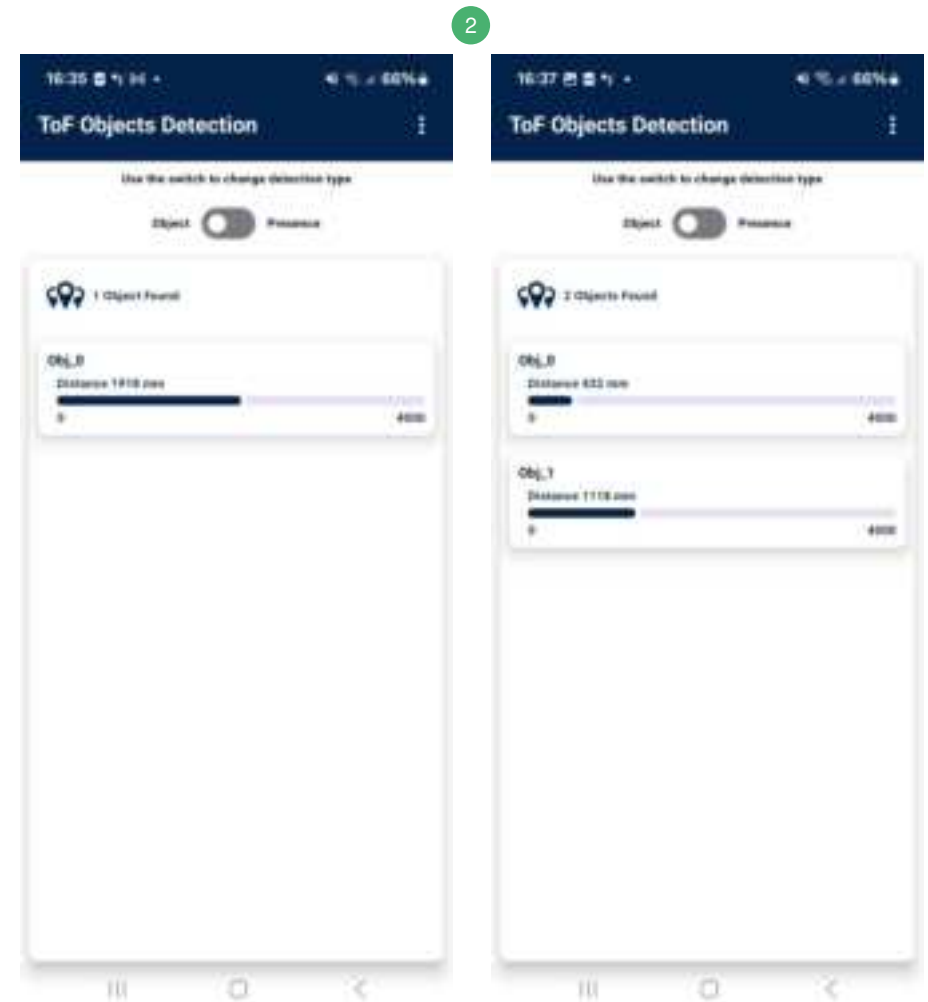 2
16:35 66%
ToF Objects Detection
Use the switch to change detection type
Object Presence
1 Object Found
Obj_0
Distance 1918 mm
0 4000
16:37 66%
ToF Objects Detection
Use the switch to change detection type
Object Presence
2 Objects Found
Obj_0
Distance mm
0 4000
Obj_1
Distance 1118 mm
0 4000